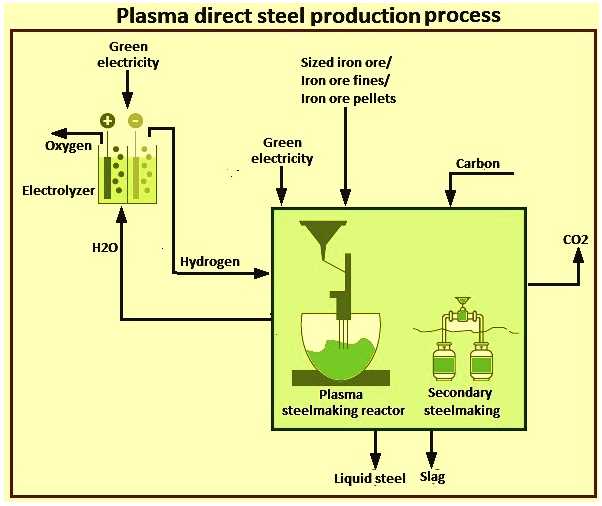 Plasma direct steel production process
Green
electricity
Sized iron ore/
Iron ore fines/
Iron ore pellets
+
-
Oxygen
Green
electricity
Carbon
Electrolyzer
H2O
Hydrogen
CO2
Plasma
steelmaking reactor
Secondary
steelmaking
Liquid steel
Slag